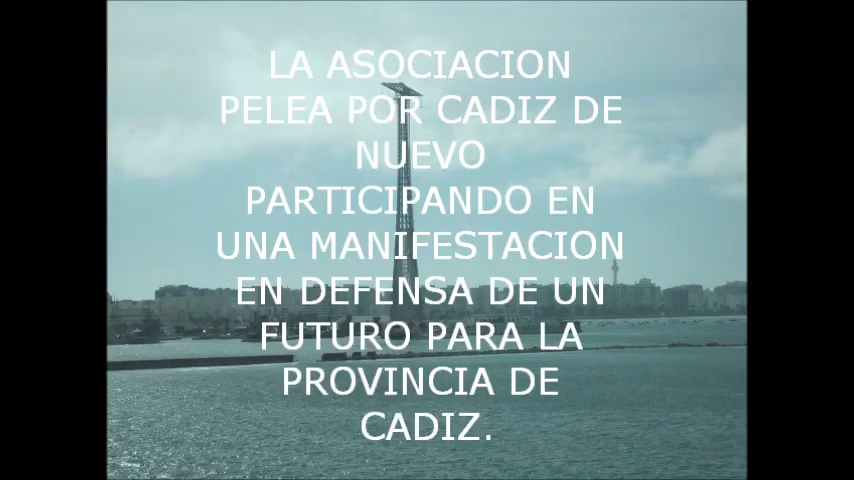 LA ASOCIACION
PELEA POR CADIZ DE
NUEVO
PARTICIPANDO EN
UNA MANIFESTACION
EN DEFENSA DE UN
FUTURO PARA LA
PROVINCIA DE
CADIZ.